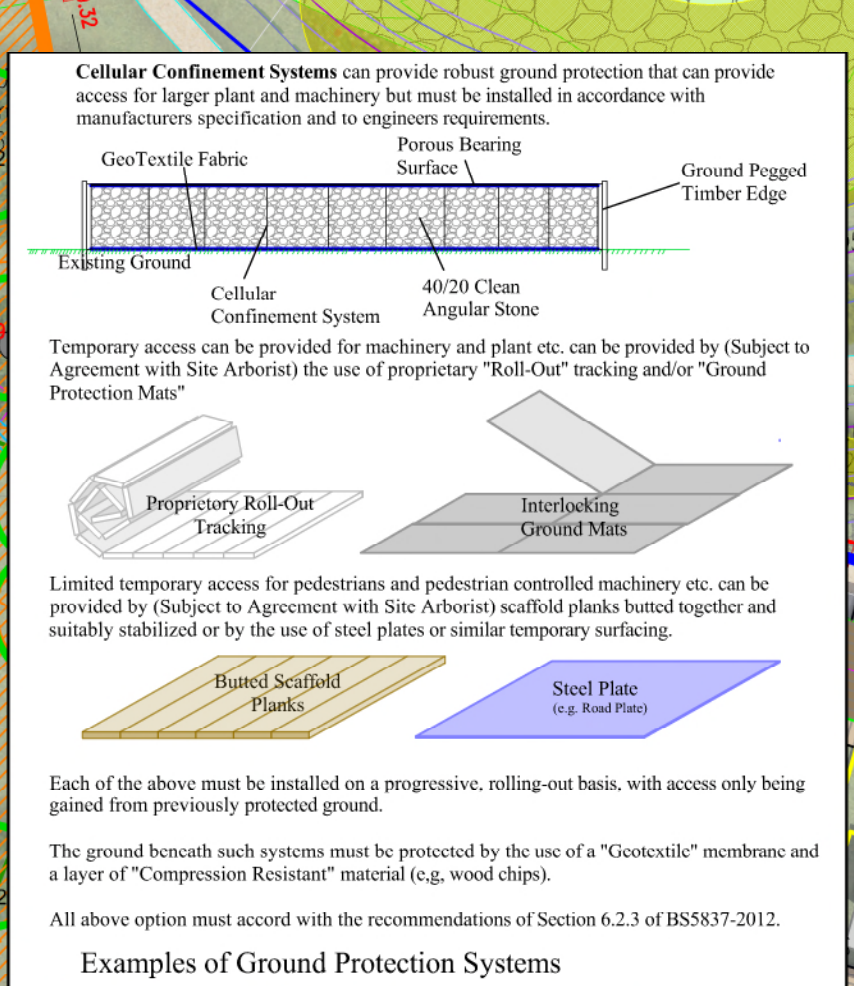 .32
Cellular Confinement Systems can provide robust ground protection that can provide
access for larger plant and machinery but must be installed in accordance with
manufacturers specification and to engineers requirements.
GeoTextile Fabric
Porous Bearing
Surface
Ground Pegged
Timber Edge
Existing Ground
Cellular
Confinement System
40/20 Clean
Angular Stone
Temporary access can be provided for machinery and plant etc. can be provided by (Subject to
Agreement with Site Arborist) the use of proprietary "Roll-Out" tracking and/or "Ground
Protection Mats"
Proprietory Roll-Out
Tracking
Interlocking
Ground Mats
Limited temporary access for pedestrians and pedestrian controlled machinery etc. can be
provided by (Subject to Agreement with Site Arborist) scaffold planks butted together and
suitably stabilized or by the use of steel plates or similar temporary surfacing.
Butted Scaffold
Planks
Steel Plate
(e.g. Road Plate)
Each of the above must be installed on a progressive, rolling-out basis, with access only being
gained from previously protected ground.
The ground beneath such systems must be protected by the use of a "Geotextile" membrane and
a layer of "Compression Resistant" material (e,g, wood chips).
All above option must accord with the recommendations of Section 6.2.3 of BS5837-2012.
Examples of Ground Protection Systems